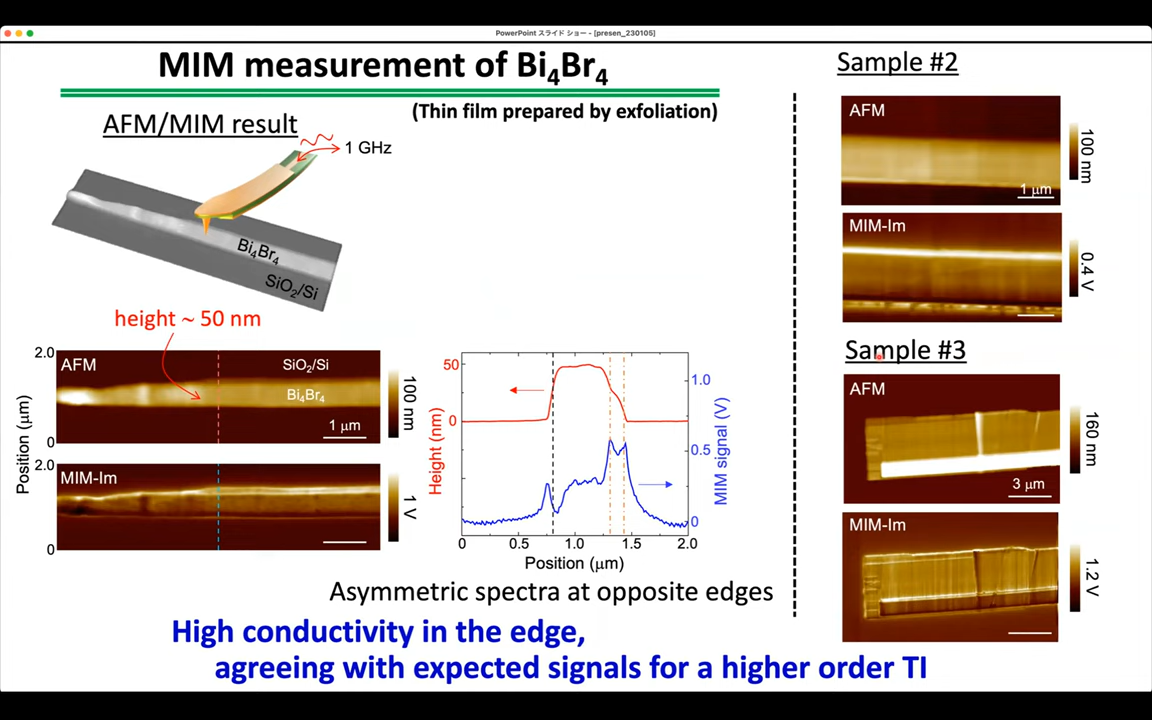 PowerPoint スライド ショー - [presen_230105]
MIM measurement of Bi₄Br₄
(Thin film prepared by exfoliation)
AFM/MIM result
1 GHz
Bi₄Br₄
SiO₂/Si
height ~ 50 nm
Position (μm)
2.0
0
AFM
SiO₂/Si
Bi₄Br₄
1 μm
100 nm
2.0
0
MIM-Im
1 V
Height (nm)
50
0
MIM signal (V)
1.0
0.5
0
0 0.5 1.0 1.5 2.0
Position (μm)
Asymmetric spectra at opposite edges
High conductivity in the edge,
agreeing with expected signals for a higher order TI
Sample #2
AFM
1 μm
100 nm
MIM-Im
0.4 V
Sample #3
AFM
3 μm
160 nm
MIM-Im
1.2 V